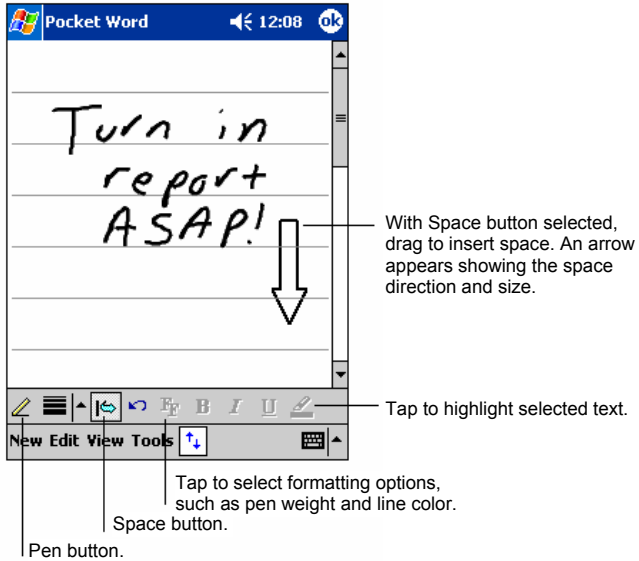 Pocket Word 12:08 ok
Turn in
report
ASAP!
With Space button selected,
drag to insert space. An arrow
appears showing the space
direction and size.
B I U
Tap to highlight selected text.
New Edit View Tools
Tap to select formatting options,
such as pen weight and line color.
Space button.
Pen button.